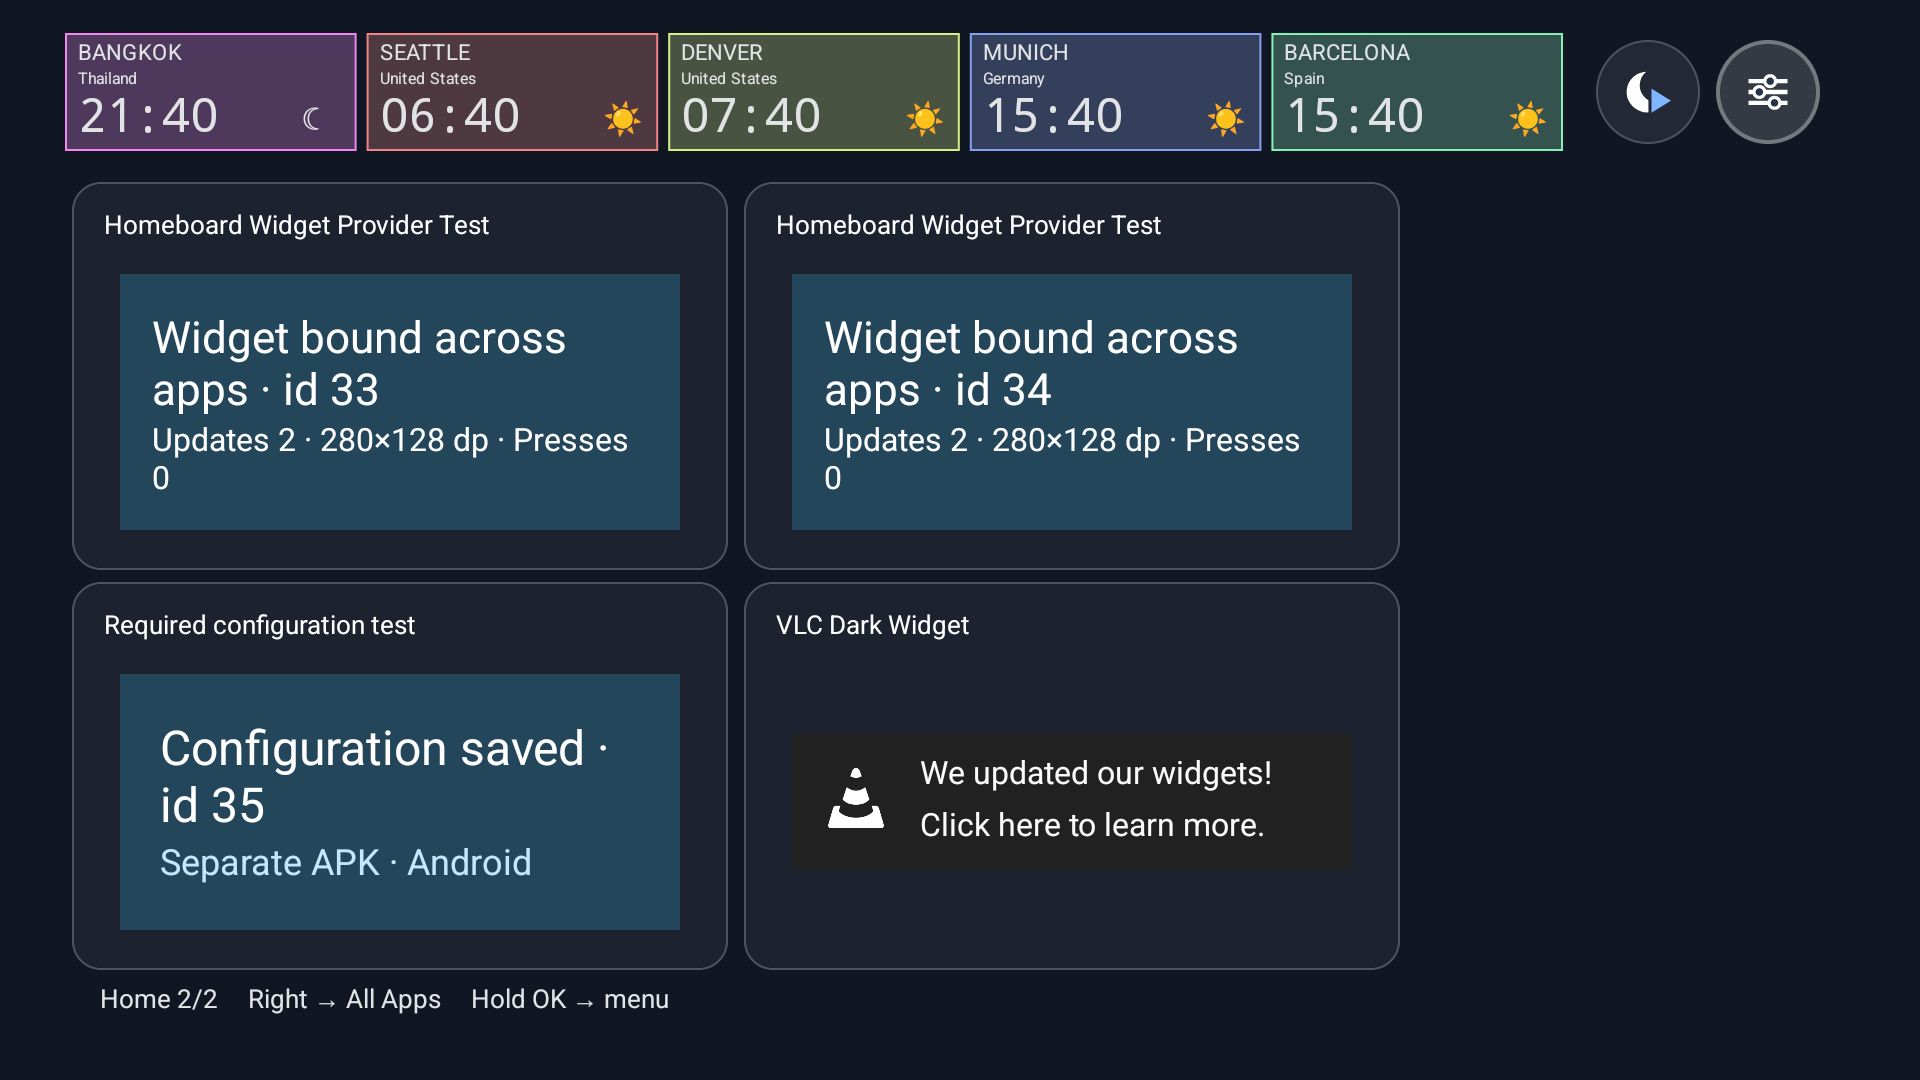 BANGKOK
Thailand
21:40
SEATTLE
United States
06:40
DENVER
United States
07:40
MUNICH
Germany
15:40
BARCELONA
Spain
15:40
Homeboard Widget Provider Test
Widget bound across
apps · id 33
Updates 2 · 280×128 dp · Presses
0
Homeboard Widget Provider Test
Widget bound across
apps · id 34
Updates 2 · 280×128 dp · Presses
0
Required configuration test
Configuration saved ·
id 35
Separate APK · Android
VLC Dark Widget
We updated our widgets!
Click here to learn more.
Home 2/2 Right → All Apps Hold OK → menu